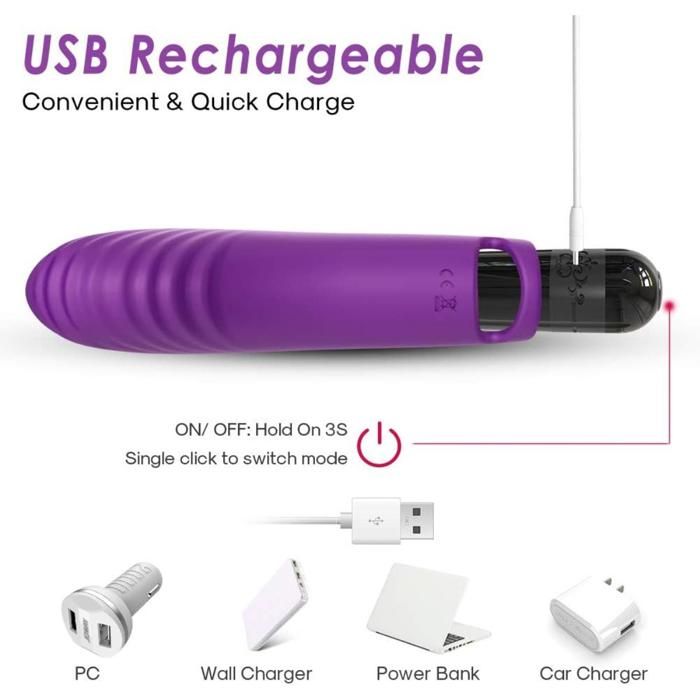 USB Rechargeable
Convenient & Quick Charge
ON/ OFF: Hold On 3S
Single click to switch mode
PC
Wall Charger
Power Bank
Car Charger